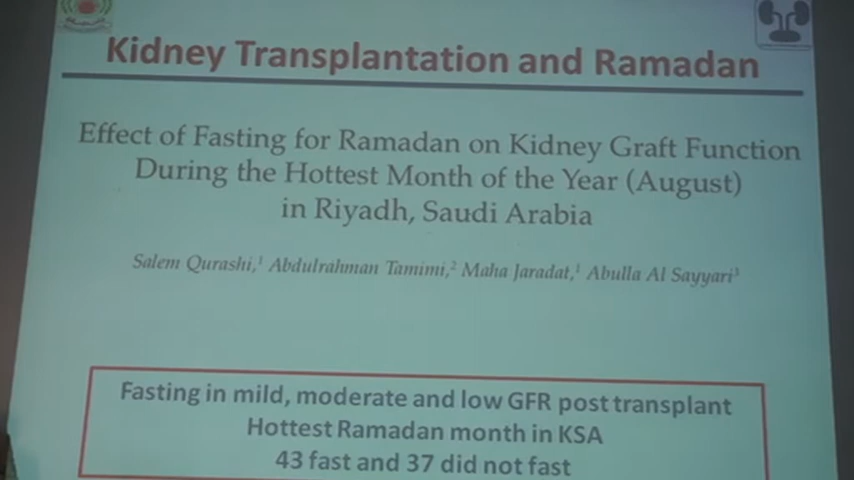 Kidney Transplantation and Ramadan
Effect of Fasting for Ramadan on Kidney Graft Function
During the Hottest Month of the Year (August)
in Riyadh, Saudi Arabia
Salem Qurashi,¹ Abdulrahman Tamimi,² Maha Jaradat,¹ Abulla Al Sayyari³
Fasting in mild, moderate and low GFR post transplant
Hottest Ramadan month in KSA
43 fast and 37 did not fast